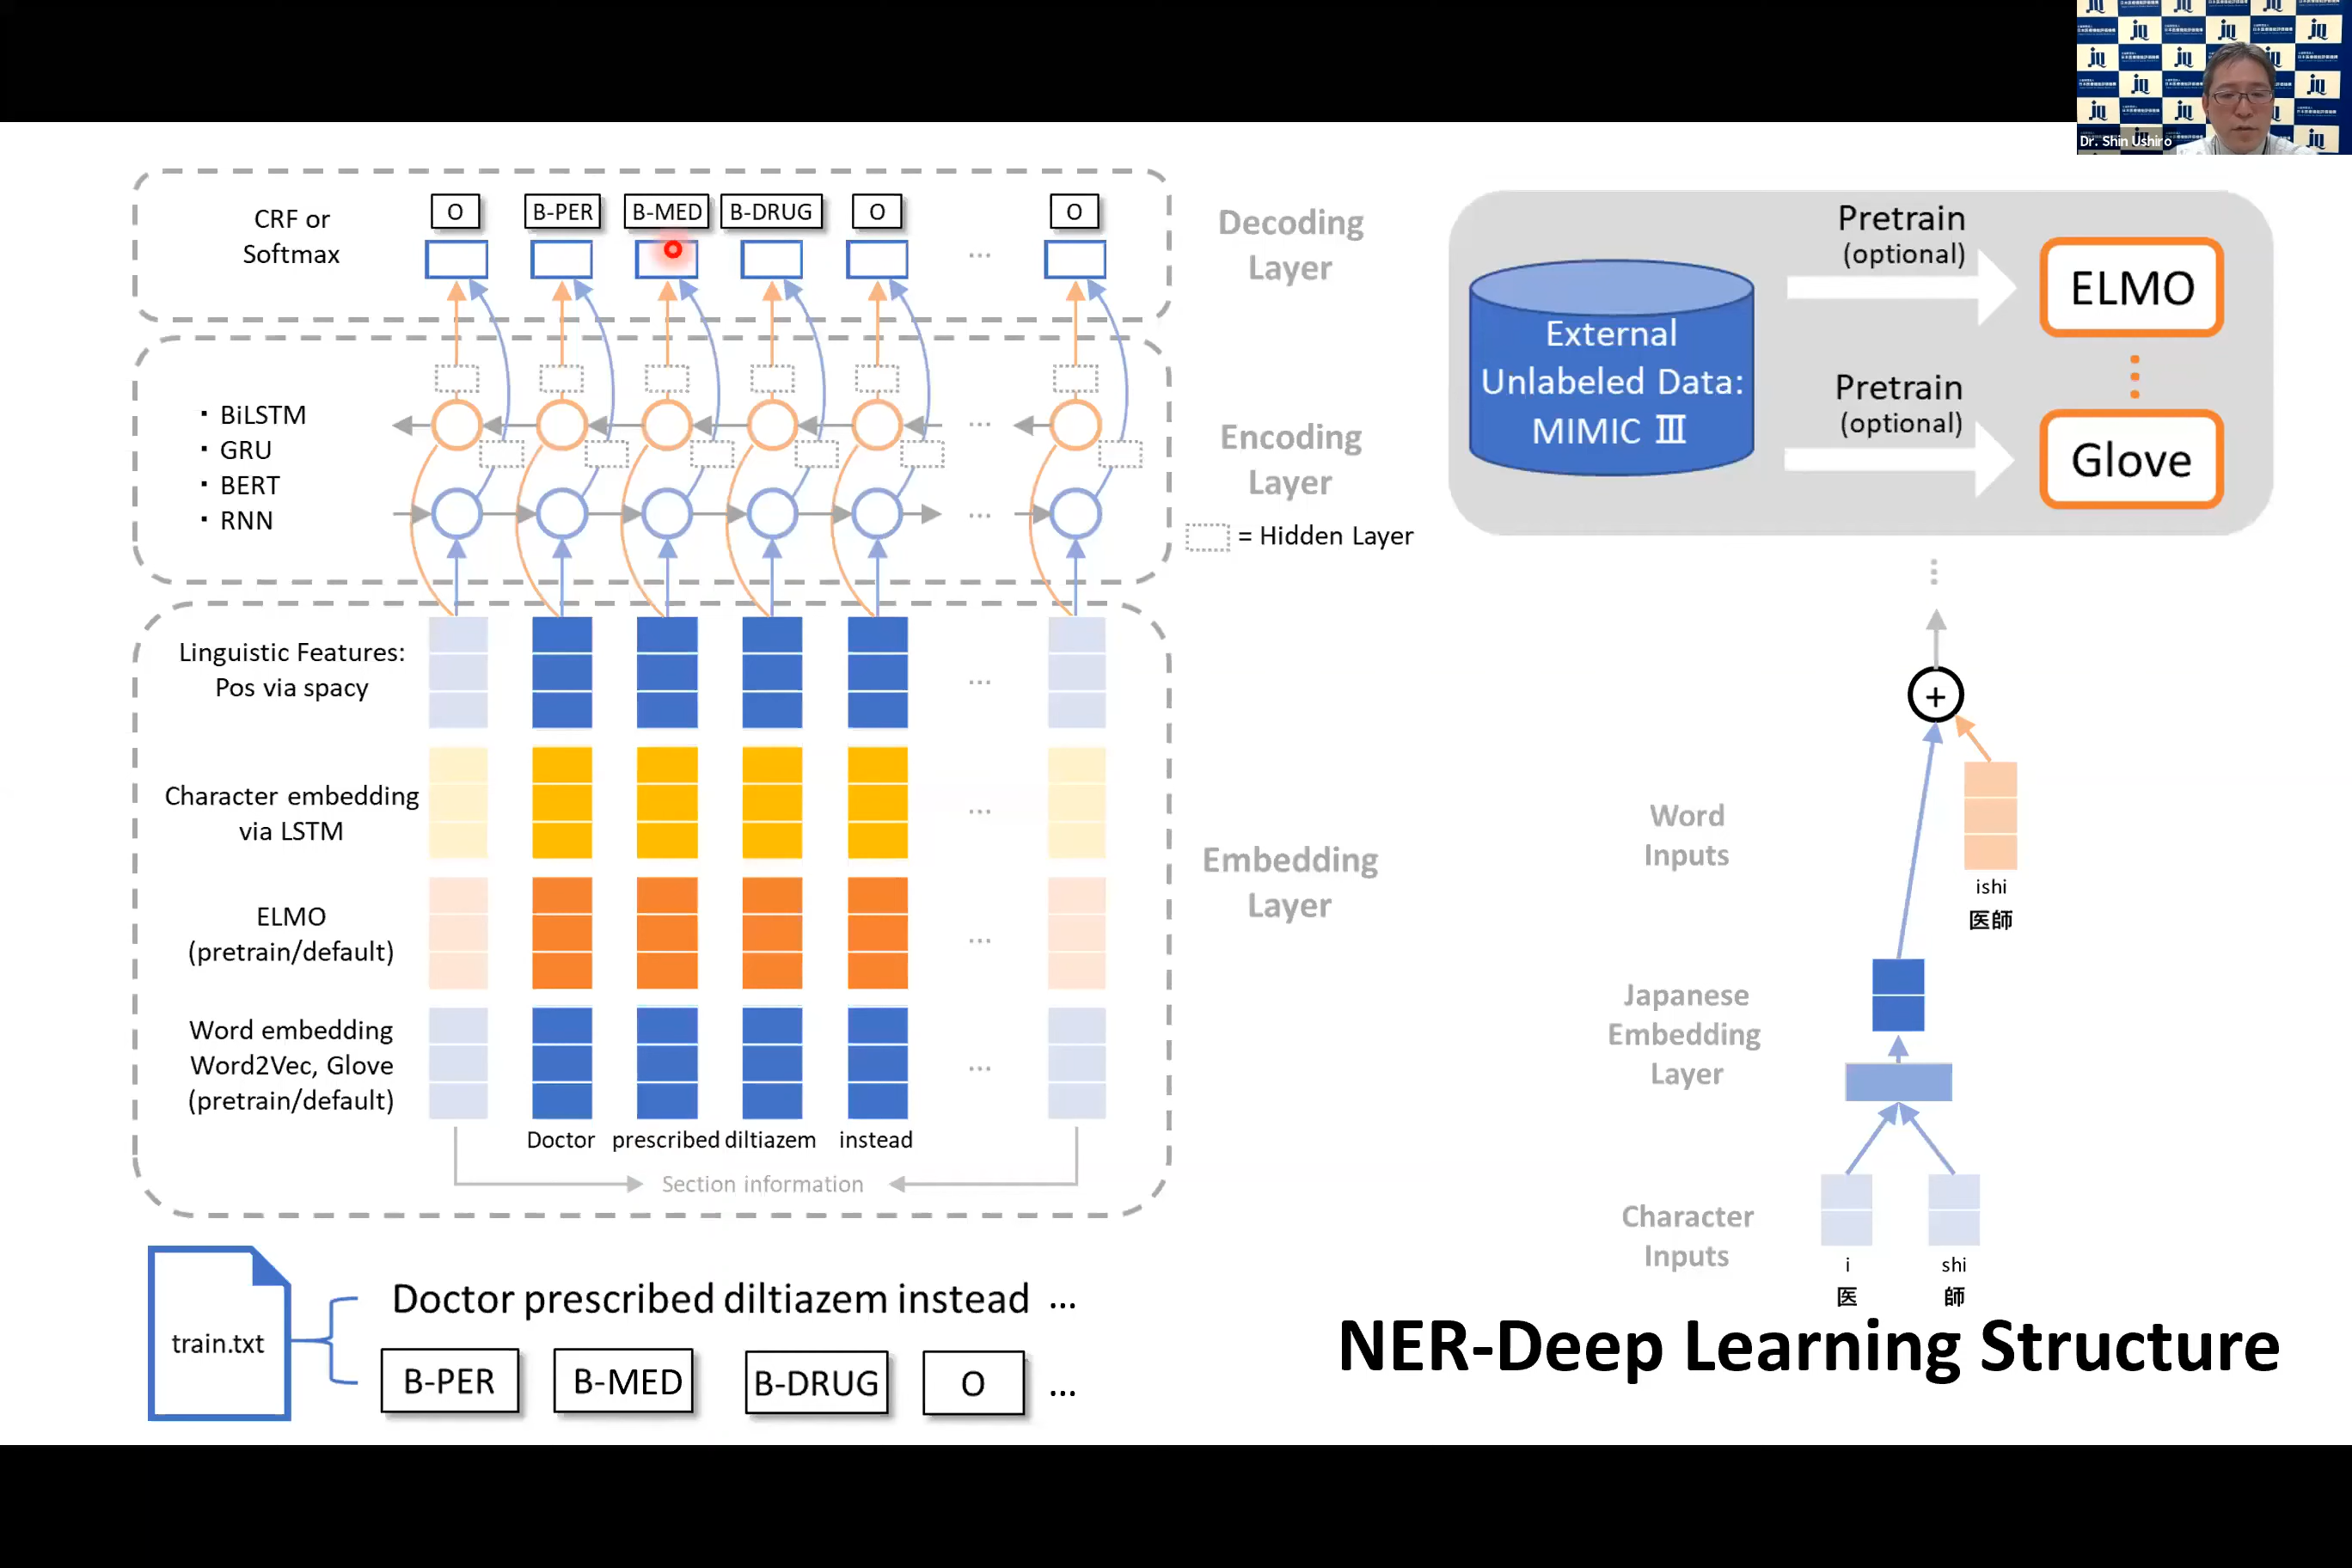 Dr. Shin Ushiro
CRF or
Softmax
O
B-PER
B-MED
B-DRUG
O
...
O
Decoding
Layer
・ BiLSTM
・ GRU
・ BERT
・ RNN
...
...
Encoding
Layer
= Hidden Layer
Linguistic Features:
Pos via spacy
...
Character embedding
via LSTM
...
ELMO
(pretrain/default)
...
Word embedding
Word2Vec, Glove
(pretrain/default)
...
Embedding
Layer
Doctor prescribed diltiazem instead
Section information
train.txt
Doctor prescribed diltiazem instead ...
B-PER
B-MED
B-DRUG
O
...
External
Unlabeled Data:
MIMIC Ⅲ
Pretrain
(optional)
ELMO
Pretrain
(optional)
Glove
+
Word
Inputs
ishi
医師
Japanese
Embedding
Layer
Character
Inputs
i
医
shi
師
NER-Deep Learning Structure